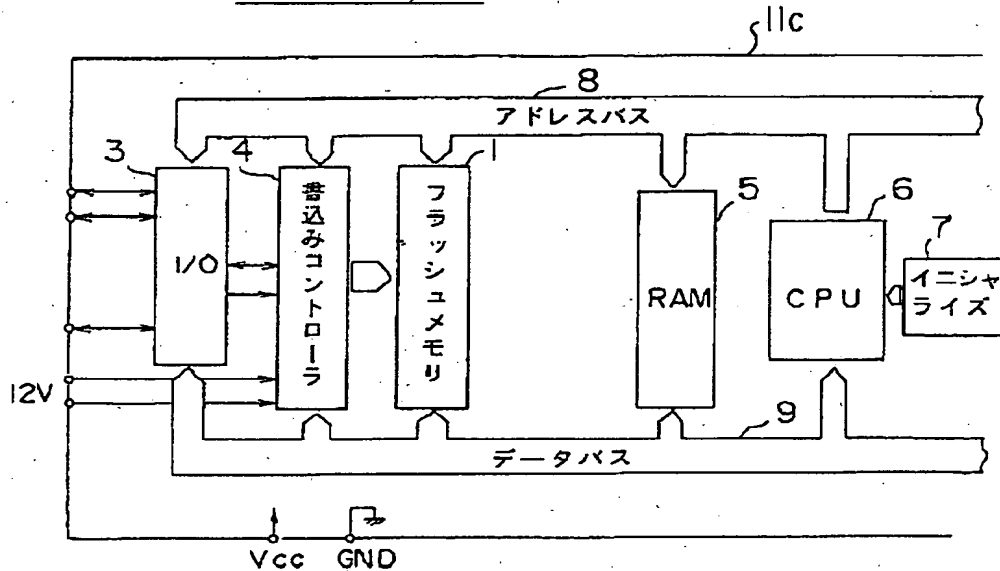 11c
8
アドレスバス
3
4
1
I/O
書込みコントローラ
フラッシュメモリ
5
RAM
6
CPU
7
イニシャ
ライズ
12V
9
データバス
Vcc
GND